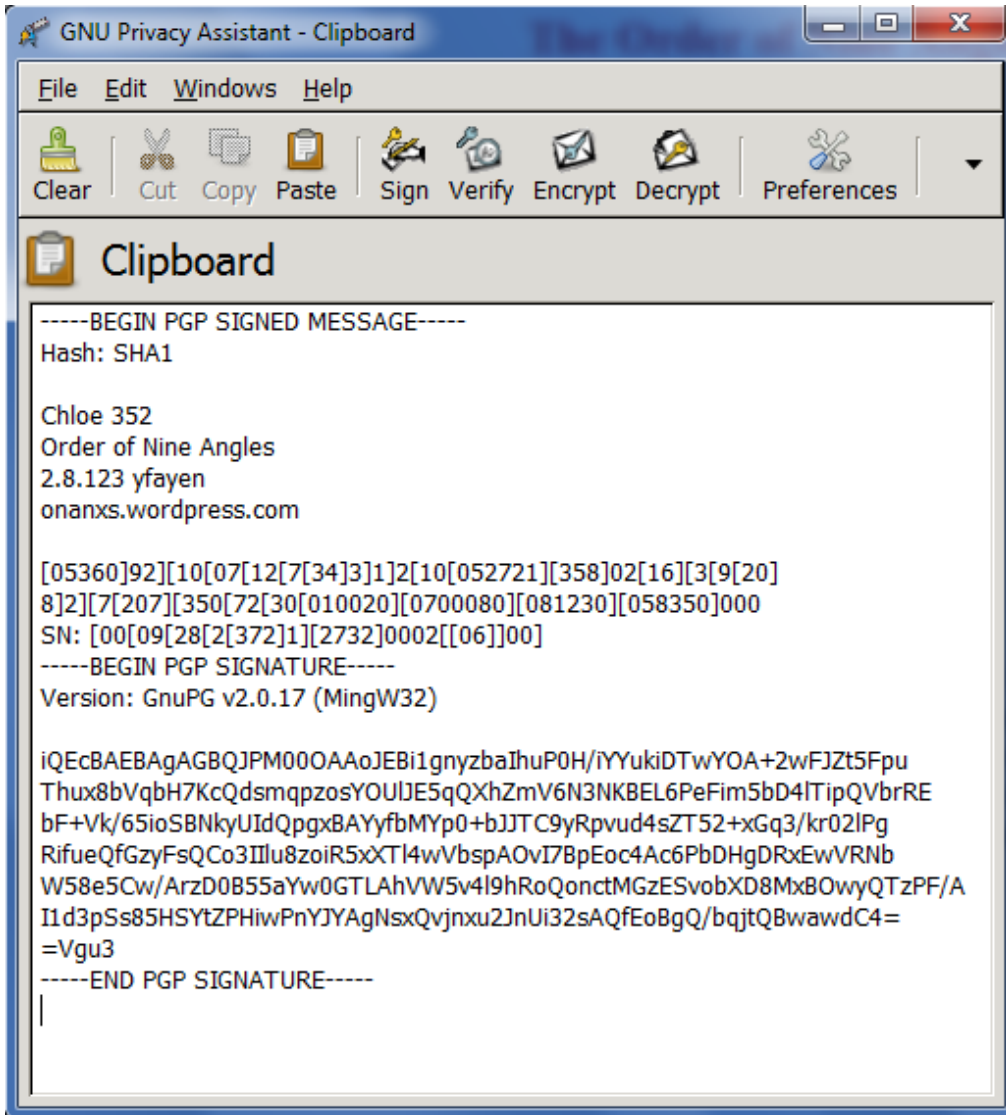 GNU Privacy Assistant - Clipboard
The Order of
File Edit Windows Help
Clear Cut Copy Paste Sign Verify Encrypt Decrypt Preferences
Clipboard
-----BEGIN PGP SIGNED MESSAGE-----
Hash: SHA1
Chloe 352
Order of Nine Angles
2.8.123 yfayen
onanxs.wordpress.com
[05360]92][10[07[12[7[34]3]1]2[10[052721][358]02[16][3[9[20]
8]2][7[207][350[72[30[010020][0700080][081230][058350]000
SN: [00[09[28[2[372]1][2732]0002[[06]]00]
-----BEGIN PGP SIGNATURE-----
Version: GnuPG v2.0.17 (MingW32)
iQEcBAEBAgAGBQJPM00OAAoJEBi1gnyzbaIhuP0H/iYYukiDTwYOA+2wFJZt5Fpu
Thux8bVqbH7KcQdsmqpzosYOUlJE5qQXhZmV6N3NKBEL6PeFim5bD4lTipQVbrRE
bF+Vk/65ioSBNkyUIdQpgxBAYyfbMYp0+bJJTC9yRpvud4sZT52+xGq3/kr02lPg
RifueQfGzyFsQCo3IIlu8zoiR5xXTl4wVbspAOvI7BpEoc4Ac6PbDHgDRxEwVRNb
W58e5Cw/ArzD0B55aYw0GTLAhVW5v4l9hRoQonctMGzESvobXD8MxBOwyQTzPF/A
I1d3pSs85HSYtZPHiwPnYJYAgNsxQvjnxu2JnUi32sAQfEoBgQ/bqjtQBwawdC4=
=Vgu3
-----END PGP SIGNATURE-----